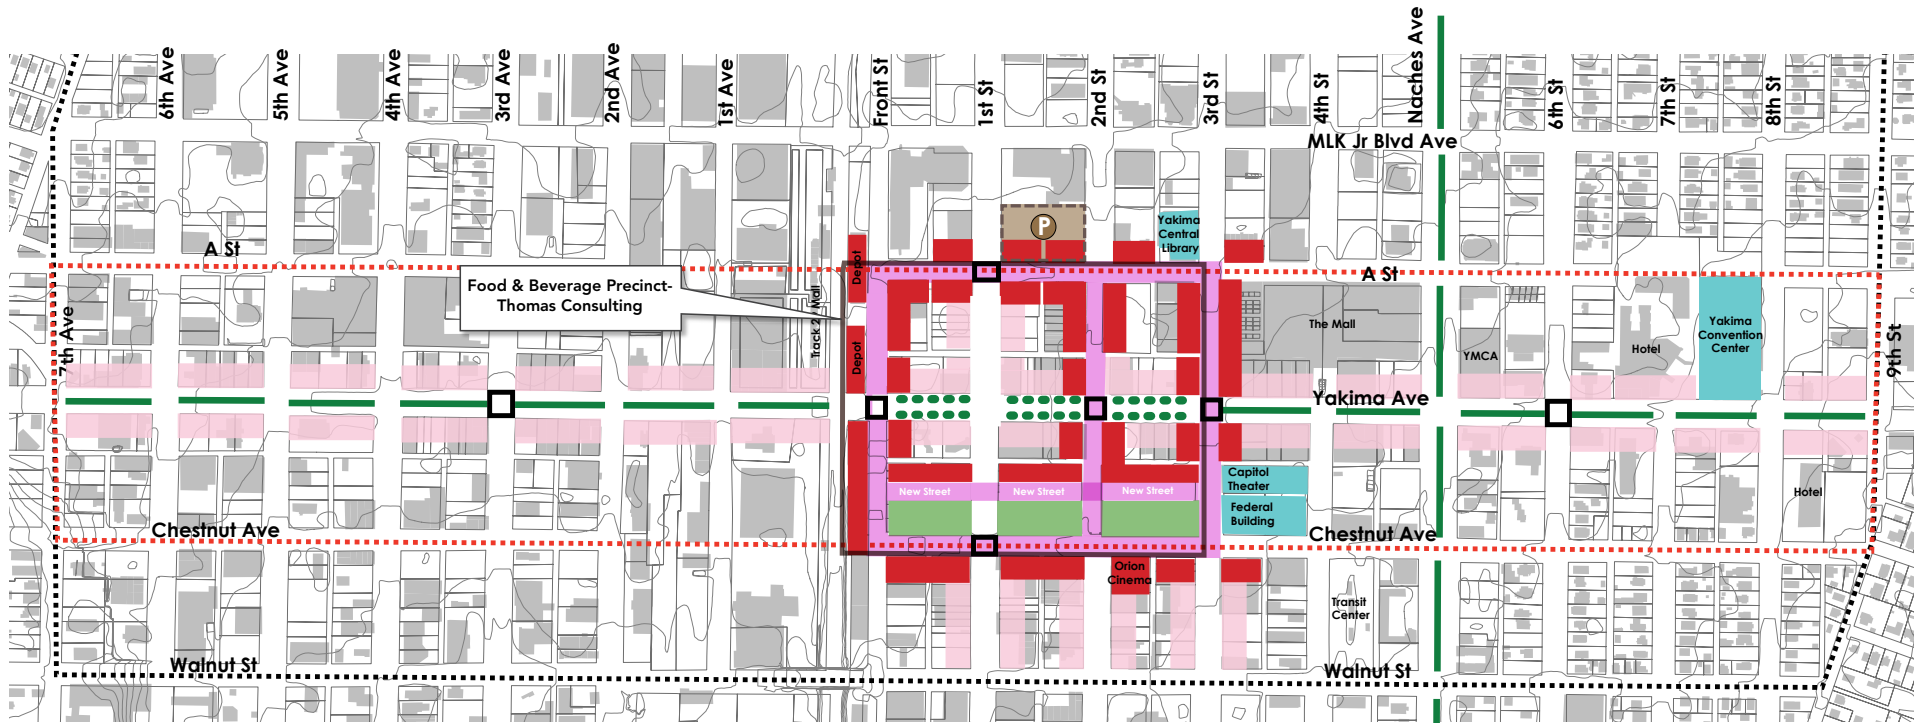 6th Ave
5th Ave
4th Ave
3rd Ave
2nd Ave
1st Ave
Front St
1st St
2nd St
3rd St
4th St
Naches Ave
6th St
7th St
8th St
MLK Jr Blvd Ave
P
Yakima
Central
Library
A St
A St
Depot
Food & Beverage Precinct-
Thomas Consulting
7th Ave
Depot
The Mall
YMCA
Hotel
Yakima
Convention
Center
9th St
Yakima Ave
Capitol
Theater
New Street
New Street
New Street
Federal
Building
Hotel
Chestnut Ave
Chestnut Ave
Orion
Cinema
Transit
Center
Walnut St
Walnut St